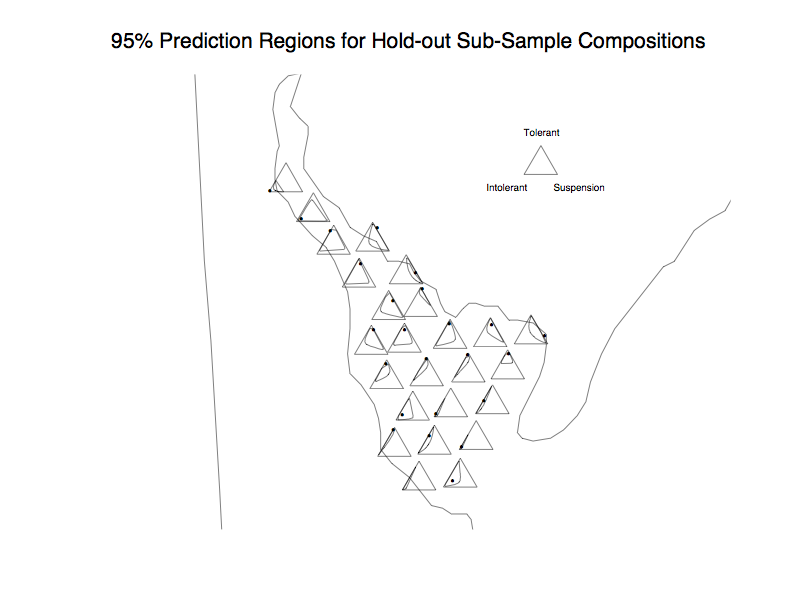 95% Prediction Regions for Hold-out Sub-Sample Compositions
Tolerant
Intolerant Suspension